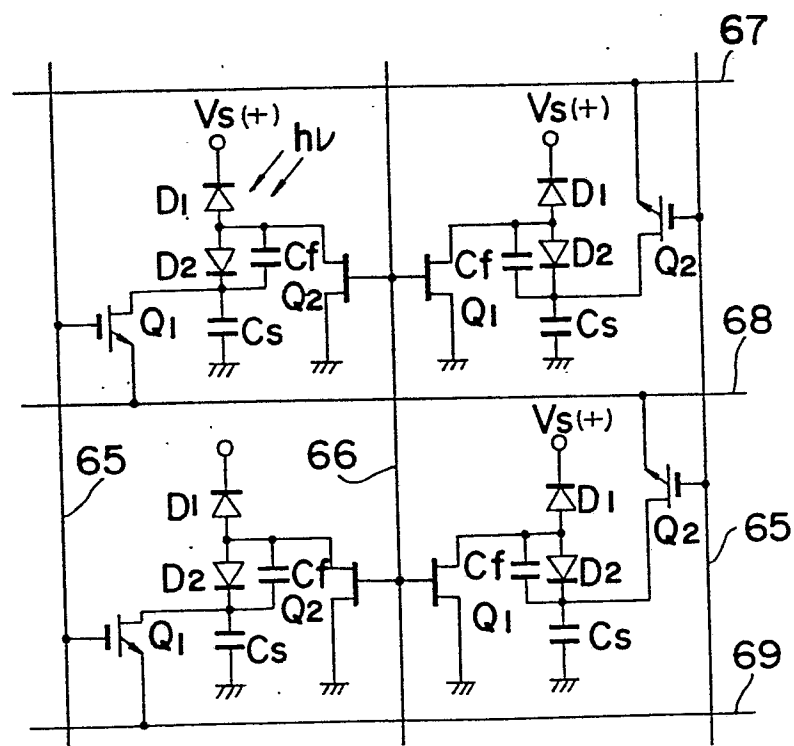 67
Vs(+)
hν
Vs(+)
D1
D1
D2
Cf
Cf
D2
Q2
Q2
Q1
Cs
Q1
Cs
68
65
66
Vs(+)
D1
D1
D2
Cf
Cf
D2
Q2
65
Q2
Q1
Cs
Q1
Cs
69